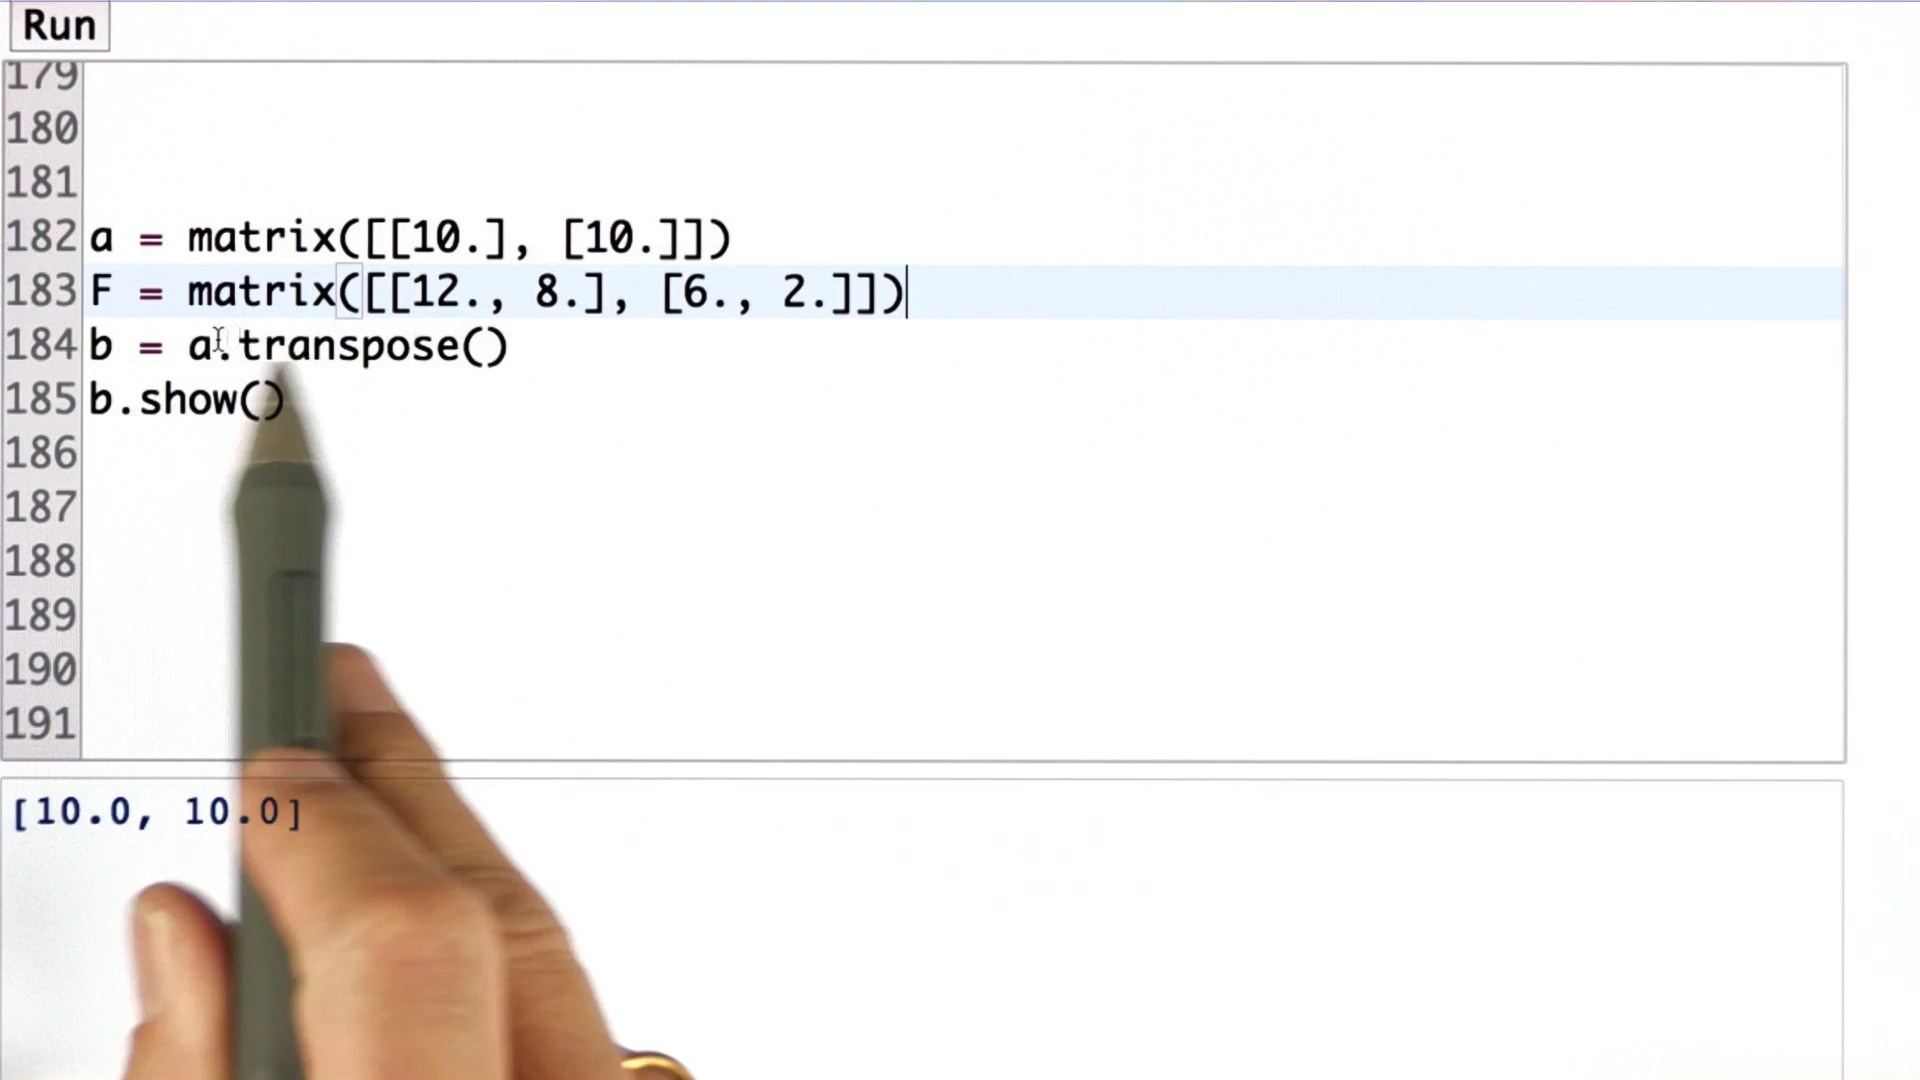 Run
179
180
181
182 a = matrix([[10.], [10.]])
183 F = matrix([[12., 8.], [6., 2.]])
184 b = a.transpose()
185 b.show()
186
187
188
189
190
191
[10.0, 10.0]